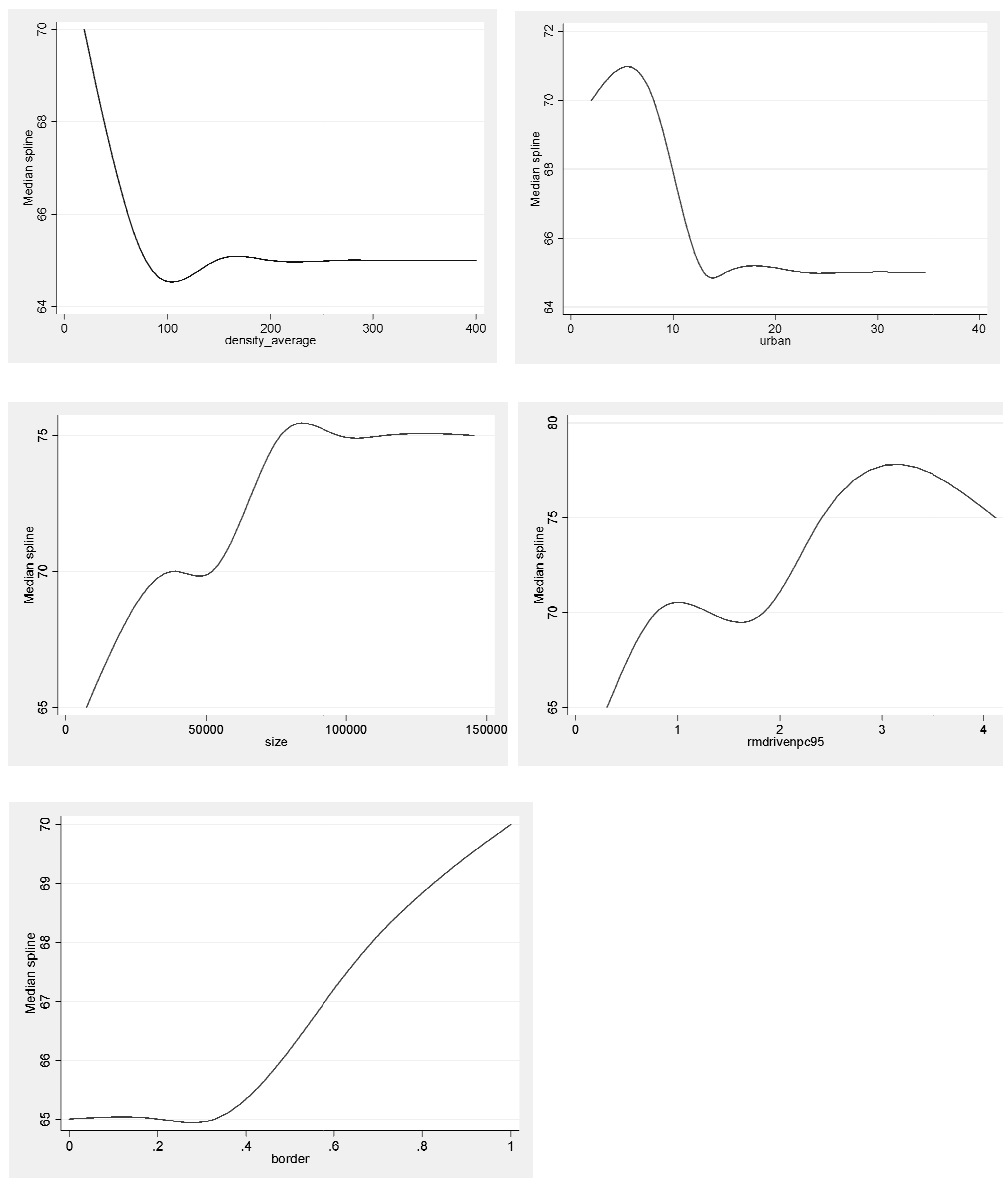 70
68
66
64
Median spline
0 100 200 300 400
density_average
72
70
68
66
64
Median spline
0 10 20 30 40
urban
75
70
65
Median spline
0 50000 100000 150000
size
80
75
70
65
Median spline
0 1 2 3 4
rmdrivenpc95
70
69
68
67
66
65
Median spline
0 .2 .4 .6 .8 1
border